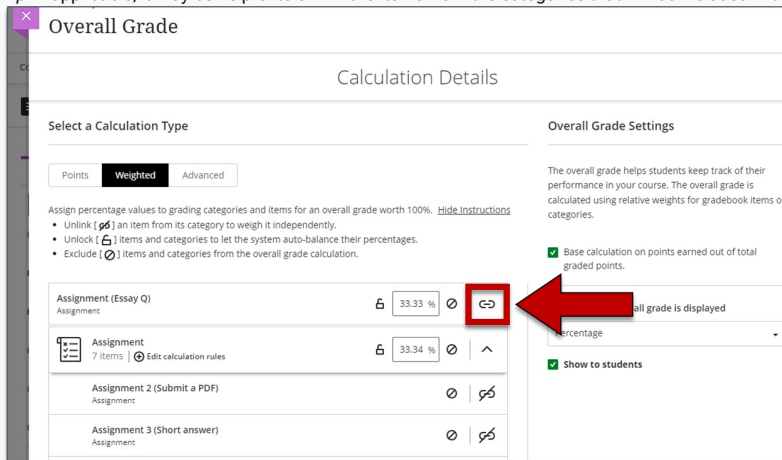 Overall Grade
Calculation Details
Select a Calculation Type
Points Weighted Advanced
Assign percentage values to grading categories and items for an overall grade worth 100%. Hide Instructions
• Unlink [ ] an item from its category to weigh it independently.
• Unlock [ ] items and categories to let the system auto-balance their percentages.
• Exclude [ ] items and categories from the overall grade calculation.
Assignment (Essay Q)
Assignment
33.33 %
Assignment
7 items | Edit calculation rules
33.34 %
Assignment 2 (Submit a PDF)
Assignment
Assignment 3 (Short answer)
Assignment
Overall Grade Settings
The overall grade helps students keep track of their
performance in your course. The overall grade is
calculated using relative weights for gradebook items o
categories.
Base calculation on points earned out of total
graded points.
all grade is displayed
Percentage
Show to students